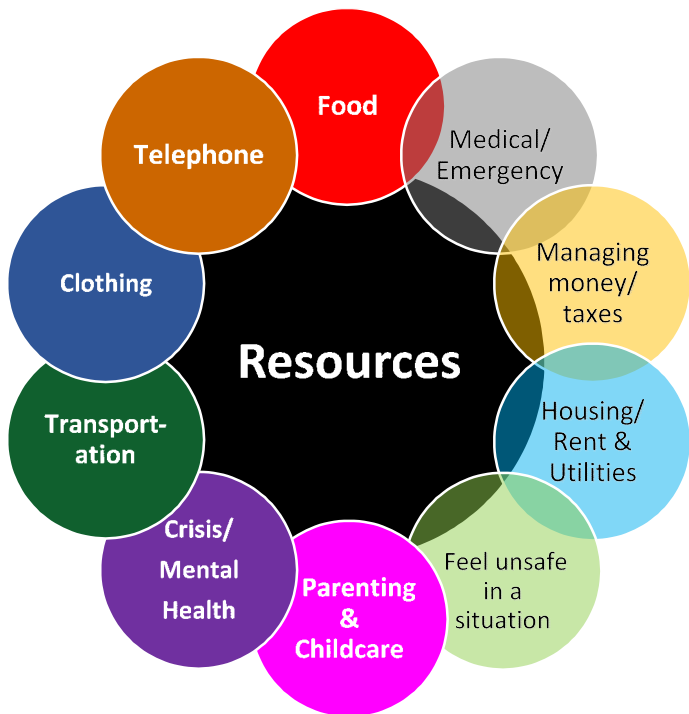 Food
Medical/
Emergency
Managing
money/
taxes
Housing/
Rent &
Utilities
Feel unsafe
in a
situation
Parenting
&
Childcare
Crisis/
Mental
Health
Transport-
ation
Clothing
Telephone
Resources